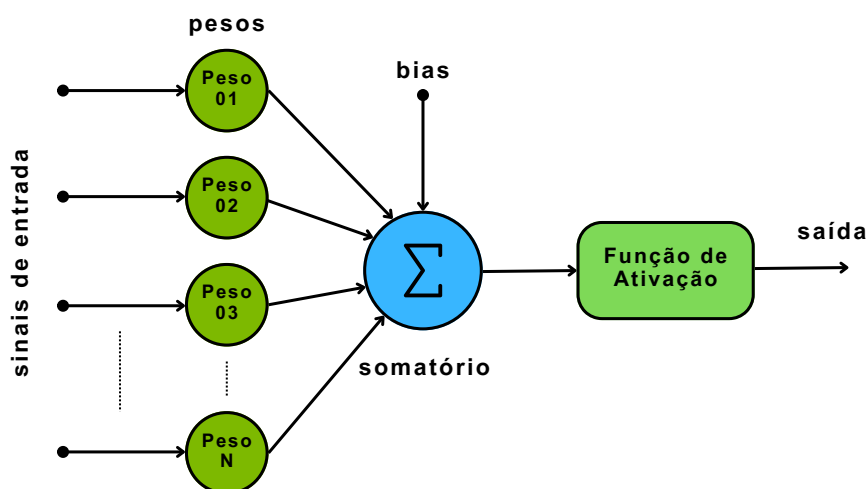 pesos
Peso
01
bias
Peso
02
sinais de entrada
Peso
03
Σ
somatório
Função de
Ativação
saída
Peso
N